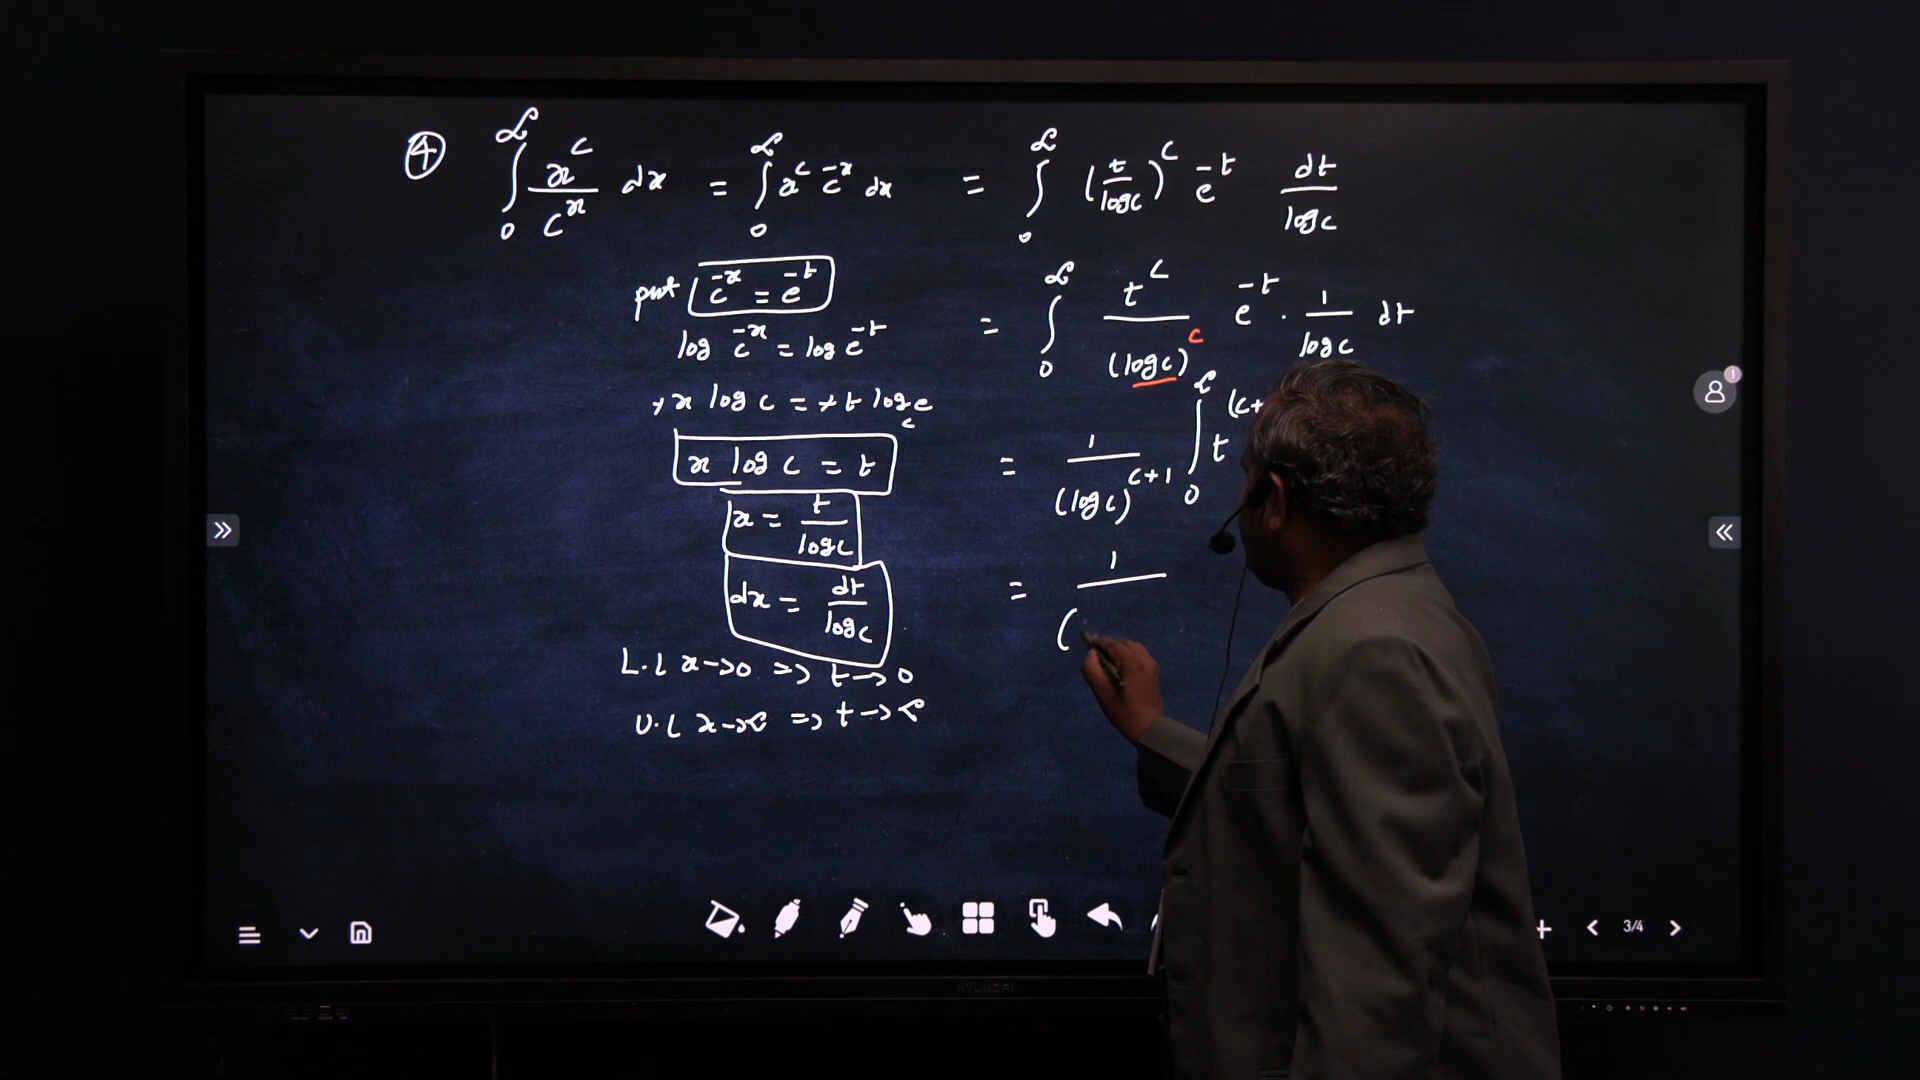 ④ ∫₀^∞ x^c / c^x dx = ∫₀^∞ x^c c^-x dx = ∫₀^∞ (t/logc)^c e^-t dt/logc
put c^-x = e^-t
= ∫₀^∞ t^c / (logc)^c e^-t · 1/logc dt
log c^-x = log e^-t
-x log c = -t log e
x log c = t
= 1/(logc)^c+1 ∫₀^∞ t^(c+
x = t/logc
dx = dt/logc
= 1/(
L.L x→0 => t→0
U.L x→∞ => t→∞
3/4
HYUNDAI